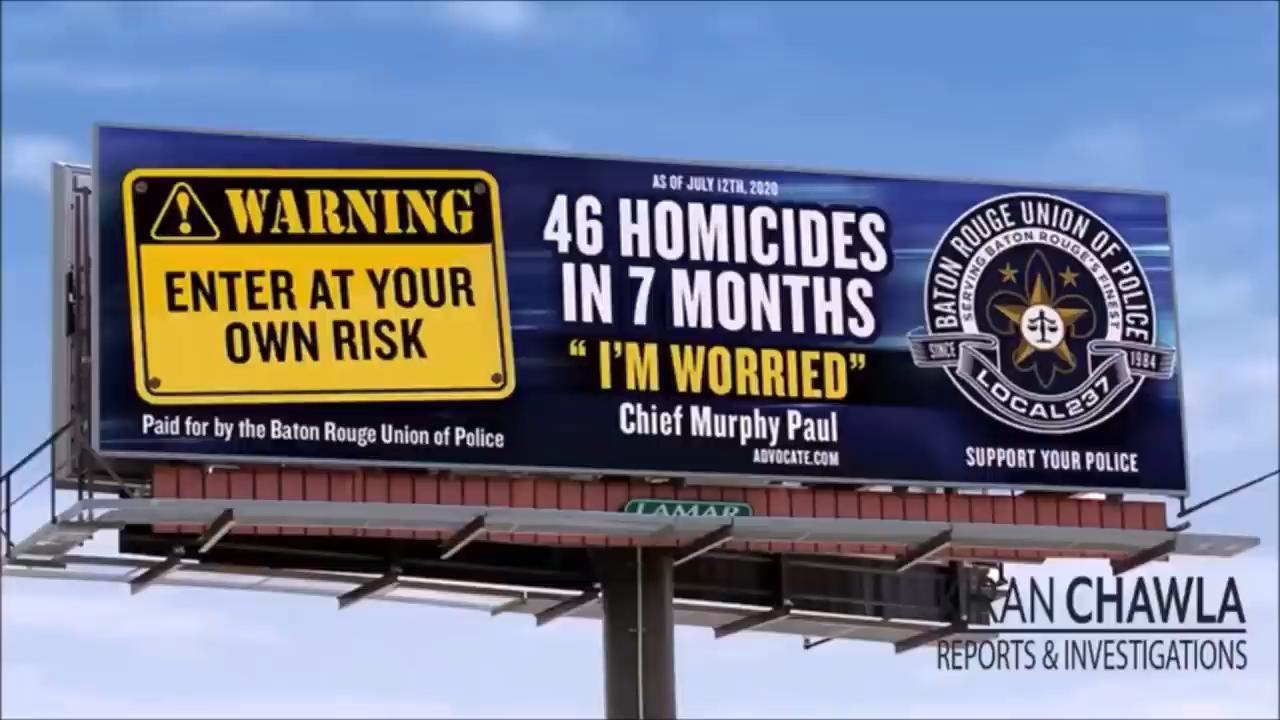 WARNING
ENTER AT YOUR
OWN RISK
Paid for by the Baton Rouge Union of Police
AS OF JULY 12TH, 2020
46 HOMICIDES
IN 7 MONTHS
“ I'M WORRIED”
Chief Murphy Paul
ADVOCATE.COM
BATON ROUGE UNION OF POLICE
SERVING BATON ROUGE'S FINEST
SINCE 1984
LOCAL 237
SUPPORT YOUR POLICE
LAMAR
KIRAN CHAWLA
REPORTS & INVESTIGATIONS